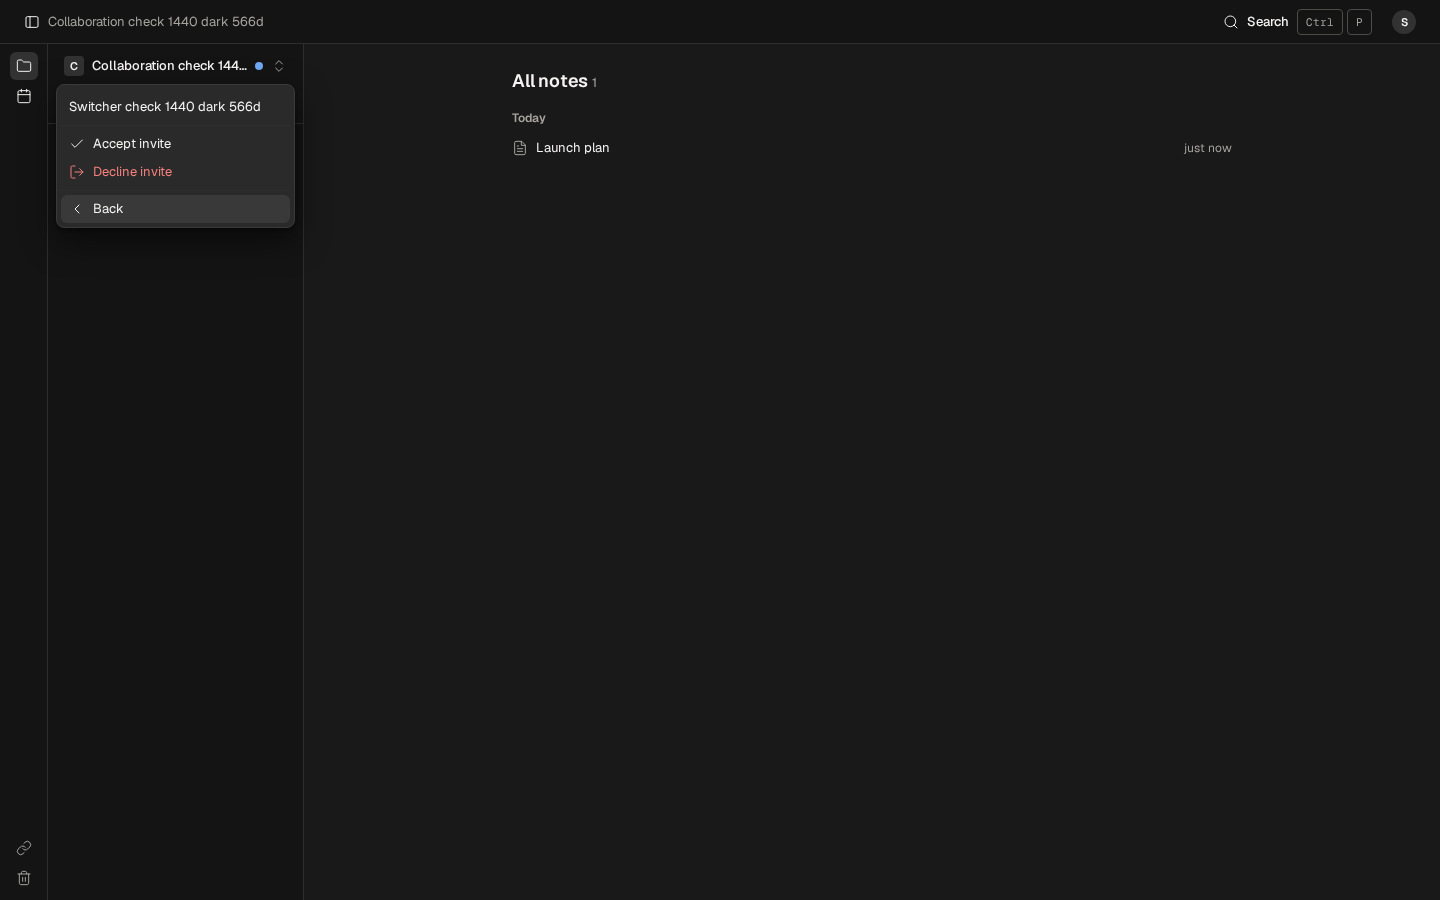 Collaboration check 1440 dark 566d
Search Ctrl P S
C Collaboration check 144...
Switcher check 1440 dark 566d
Accept invite
Decline invite
Back
All notes 1
Today
Launch plan just now